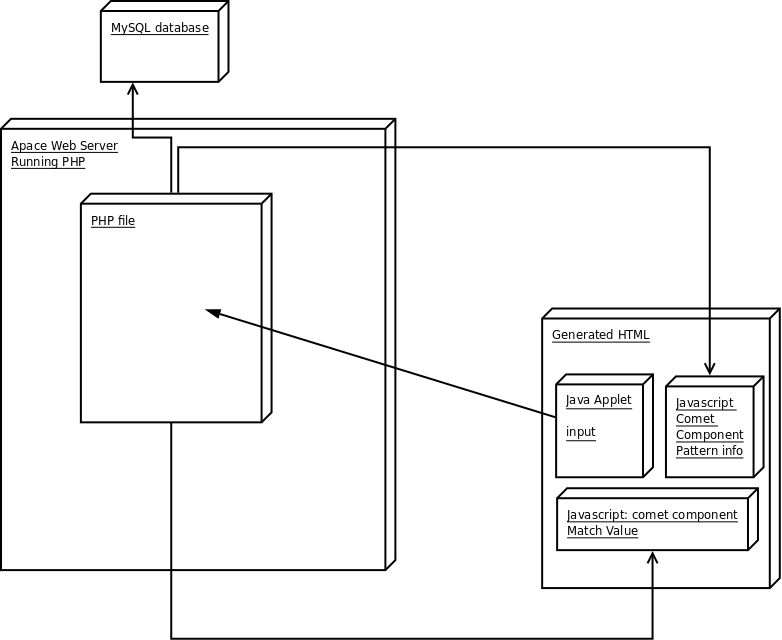 MySQL database
Apace Web Server
Running PHP
PHP file
Generated HTML
Java Applet
input
Javascript
Comet
Component
Pattern info
Javascript: comet component
Match Value